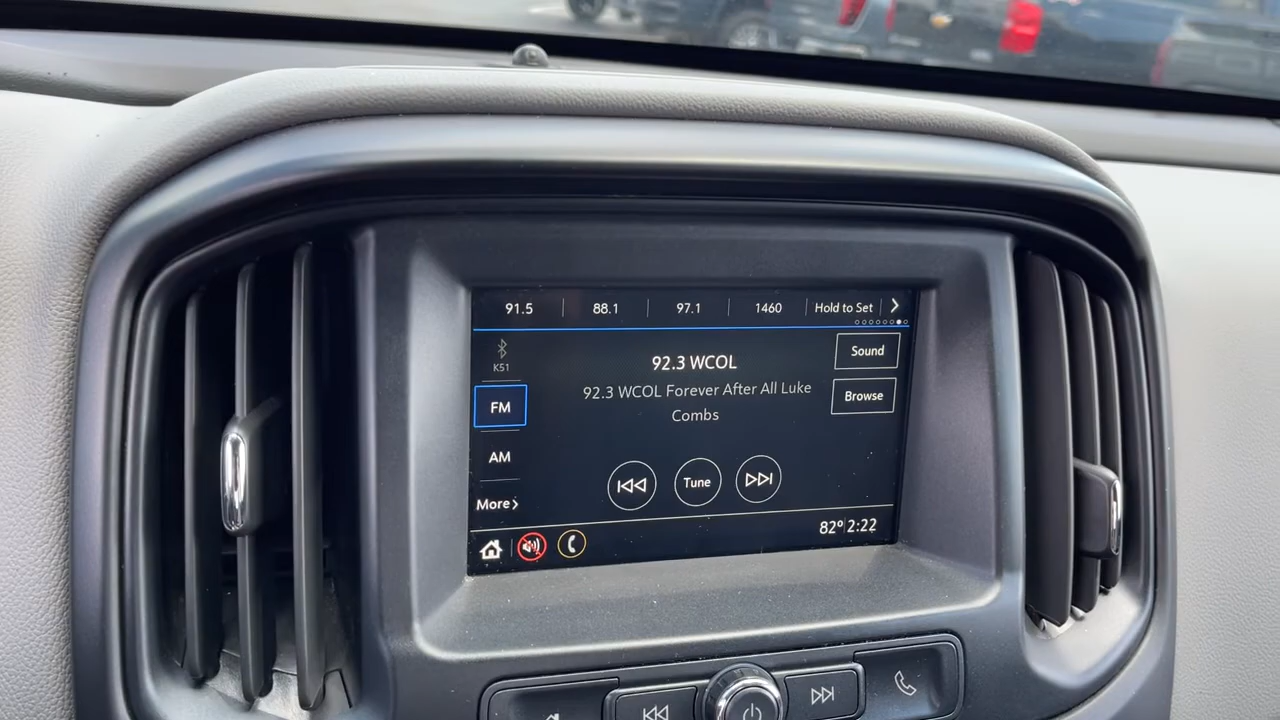 91.5 88.1 97.1 1460 Hold to Set
K51
92.3 WCOL
Sound
92.3 WCOL Forever After All Luke
Combs
Browse
FM
AM
Tune
More
82° 2:22